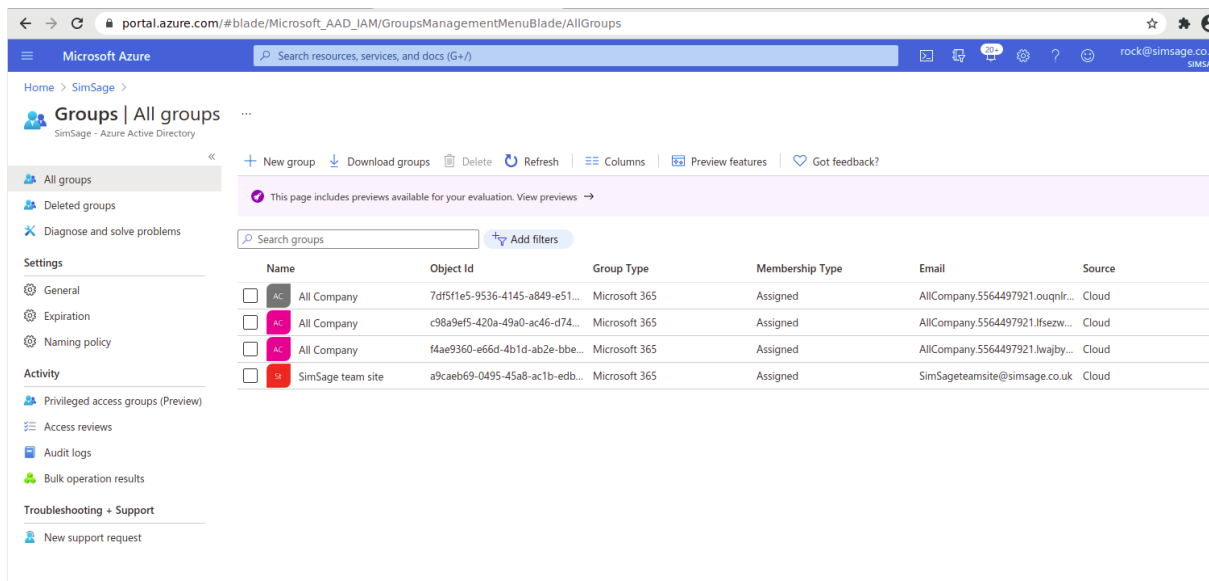 portal.azure.com/#blade/Microsoft_AAD_IAM/GroupsManagementMenuBlade/AllGroups
Microsoft Azure
Search resources, services, and docs (G+/)
20+
rock@simsage.co.
SIMSA
Home > SimSage >
Groups | All groups ...
SimSage - Azure Active Directory
«
New group Download groups Delete Refresh Columns Preview features Got feedback?
All groups
Deleted groups
Diagnose and solve problems
Settings
General
Expiration
Naming policy
Activity
Privileged access groups (Preview)
Access reviews
Audit logs
Bulk operation results
Troubleshooting + Support
New support request
This page includes previews available for your evaluation. View previews →
Search groups Add filters
Name Object Id Group Type Membership Type Email Source
AC All Company 7df5f1e5-9536-4145-a849-e51... Microsoft 365 Assigned AllCompany.5564497921.ouqnlr... Cloud
AC All Company c98a9ef5-420a-49a0-ac46-d74... Microsoft 365 Assigned AllCompany.5564497921.lfsezw... Cloud
AC All Company f4ae9360-e66d-4b1d-ab2e-bbe... Microsoft 365 Assigned AllCompany.5564497921.lwajby... Cloud
St SimSage team site a9caeb69-0495-45a8-ac1b-edb... Microsoft 365 Assigned SimSageteamsite@simsage.co.uk Cloud